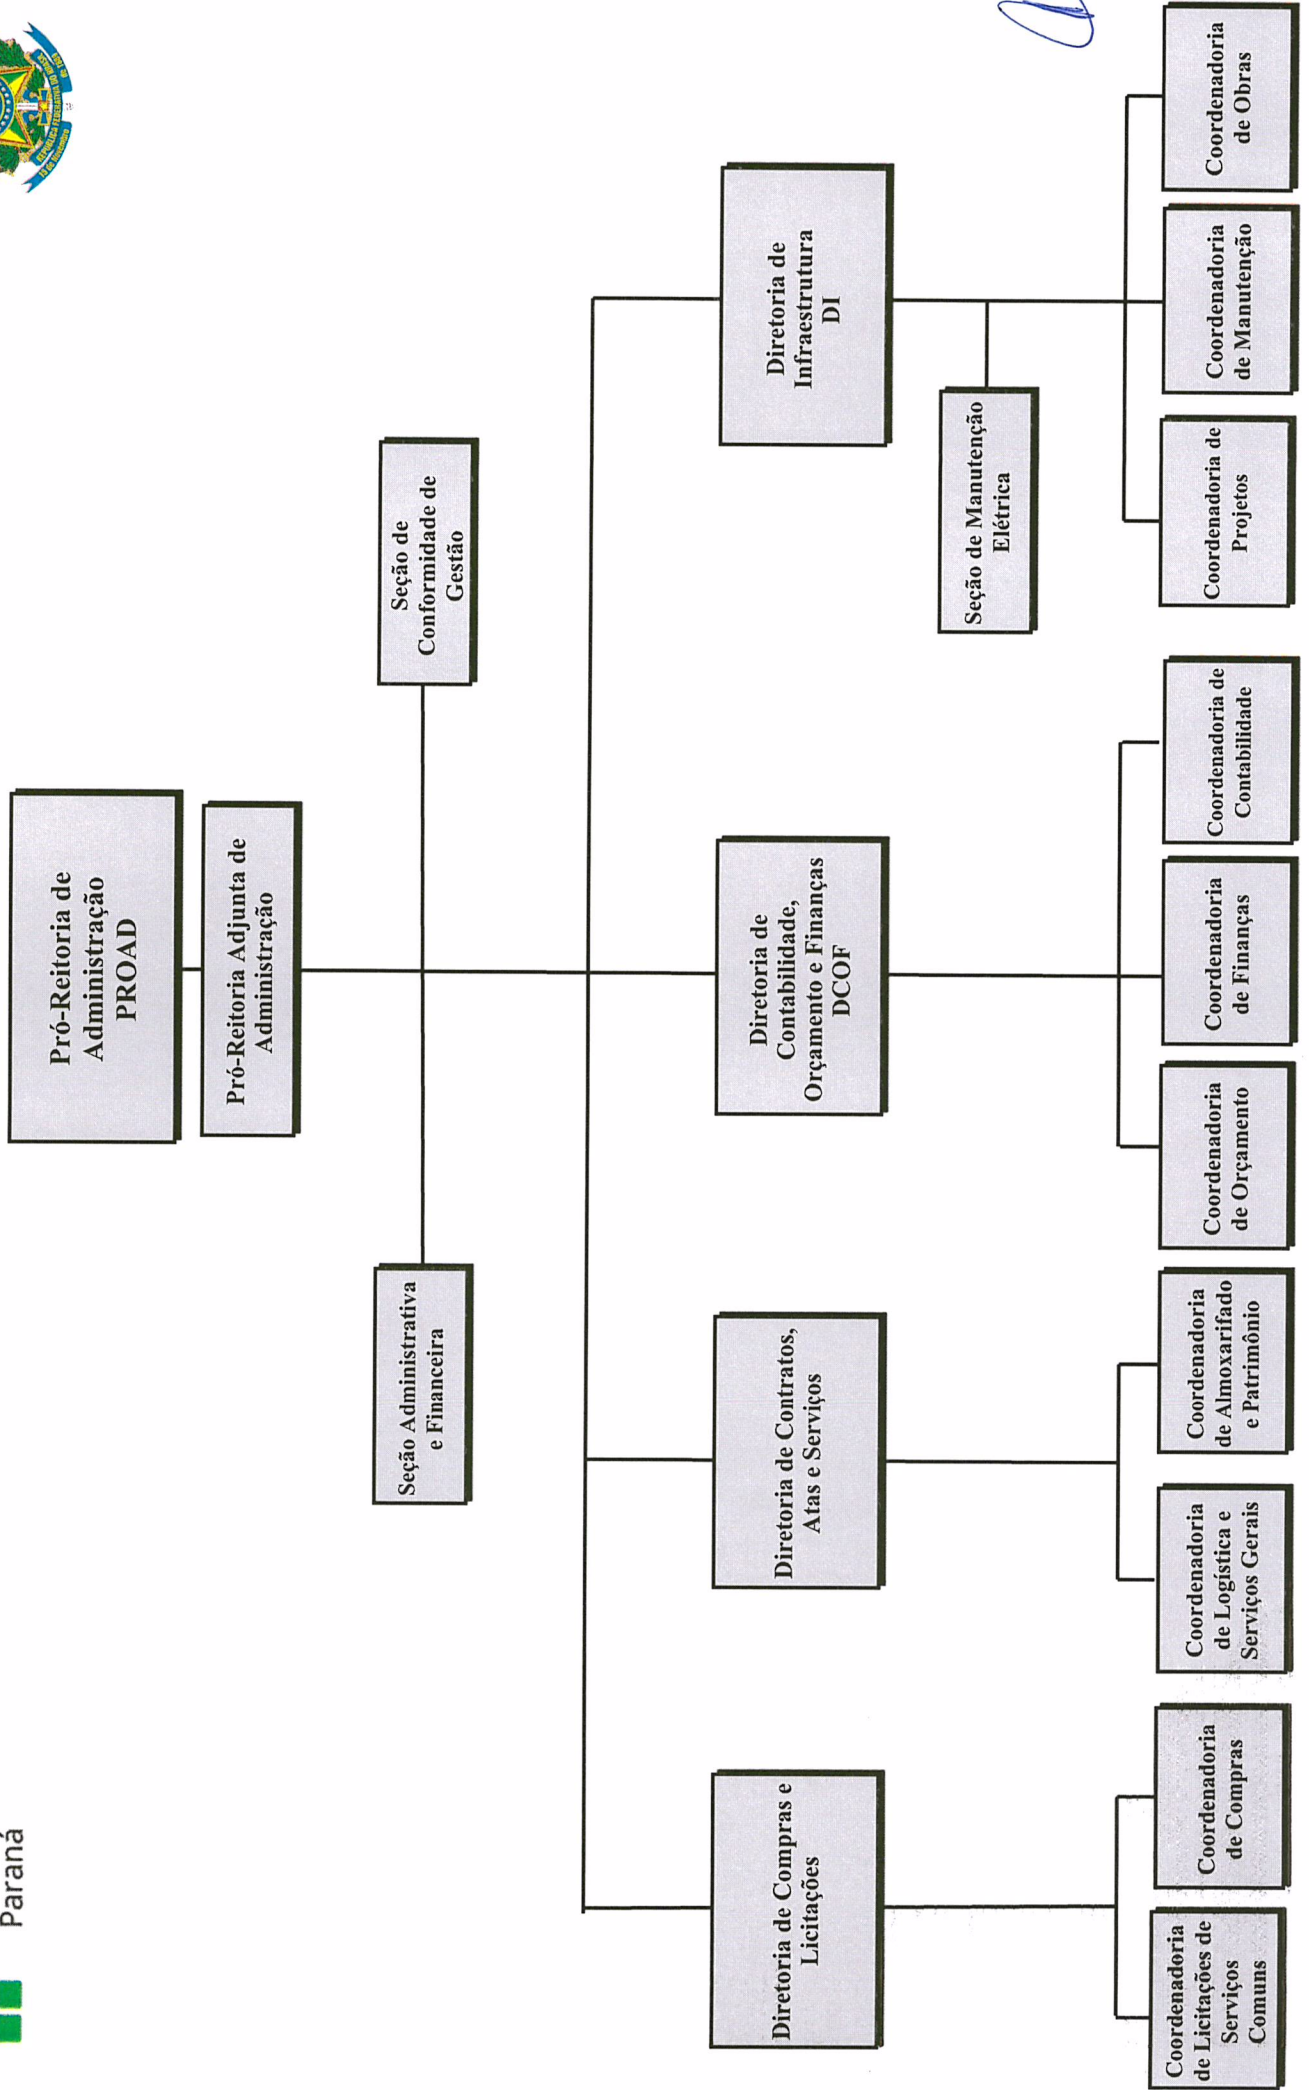 Paraná
Pró-Reitoria de
Administração
PROAD
Pró-Reitoria Adjunta de
Administração
Seção Administrativa
e Financeira
Seção de
Conformidade de
Gestão
Diretoria de Compras e
Licitações
Diretoria de Contratos,
Atas e Serviços
Diretoria de
Contabilidade,
Orçamento e Finanças
DCOF
Diretoria de
Infraestrutura
DI
Seção de Manutenção
Elétrica
Coordenadoria
de Licitações de
Serviços
Comuns
Coordenadoria
de Compras
Coordenadoria
de Logística e
Serviços Gerais
Coordenadoria
de Almoxarifado
e Patrimônio
Coordenadoria
de Orçamento
Coordenadoria
de Finanças
Coordenadoria de
Contabilidade
Coordenadoria de
Projetos
Coordenadoria
de Manutenção
Coordenadoria
de Obras